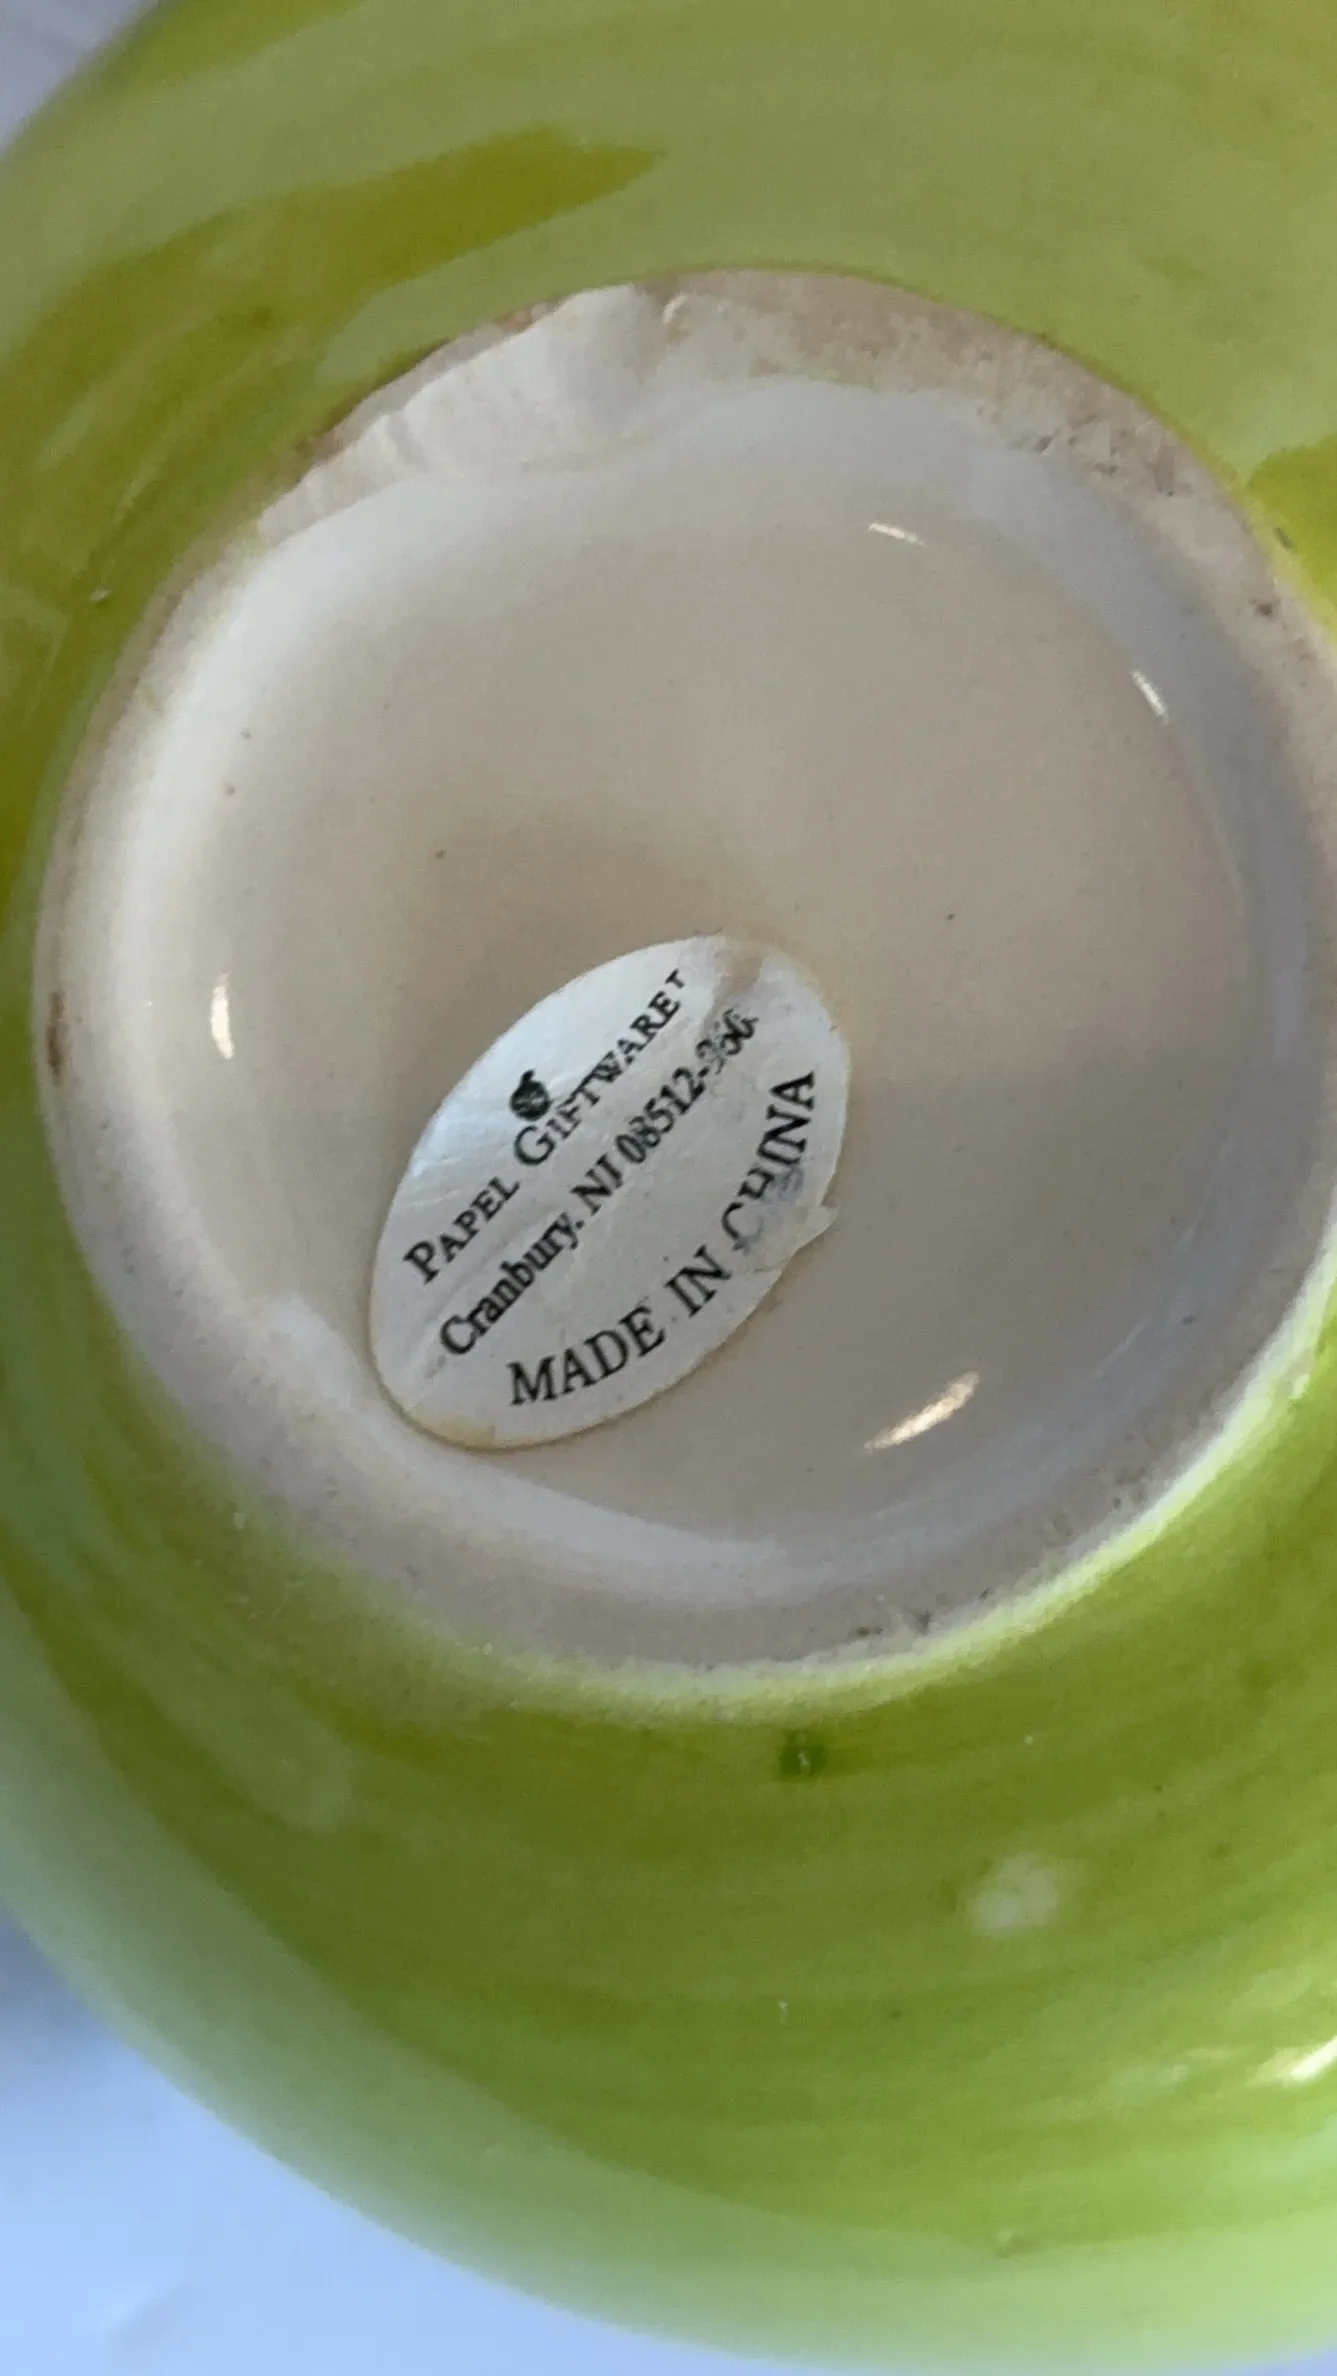 PAPEL GIFTWARE
Cranbury, NJ 08512-
MADE IN CHINA